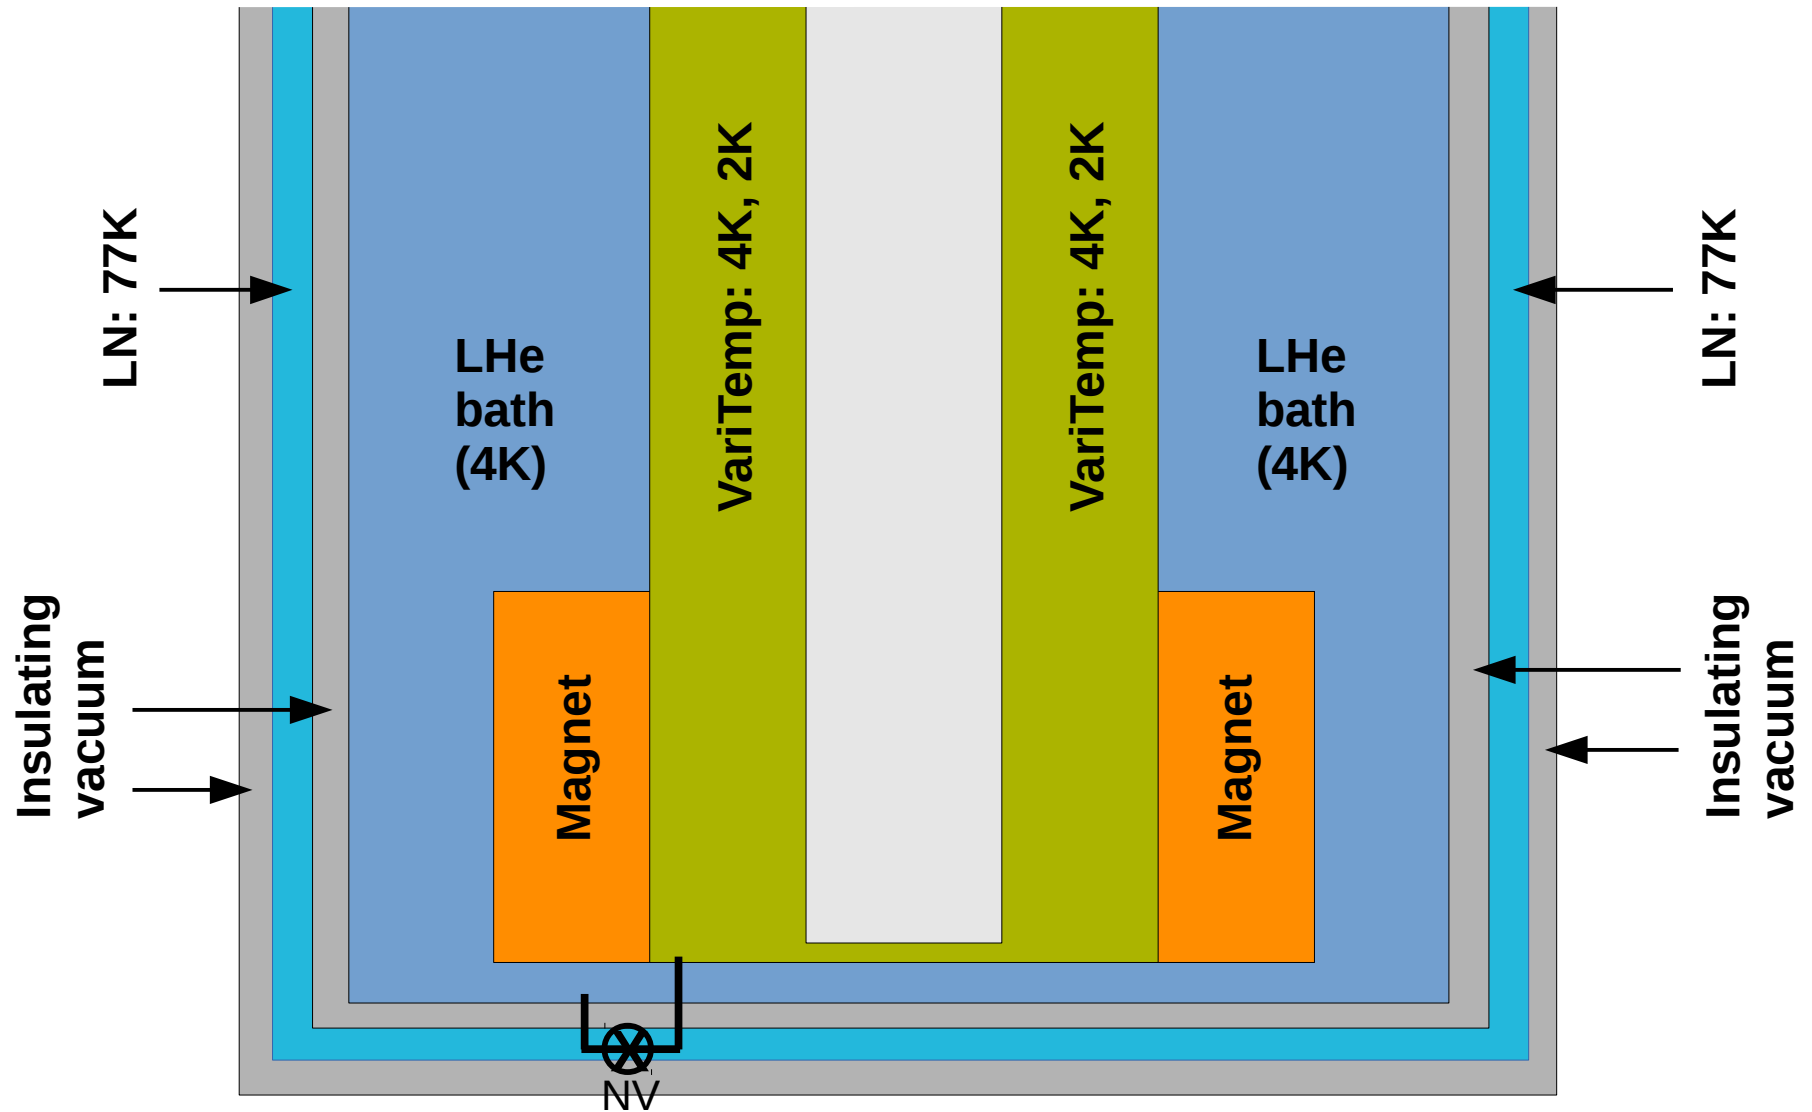 LN: 77K
LHe
bath
(4K)
VariTemp: 4K, 2K
VariTemp: 4K, 2K
LHe
bath
(4K)
LN: 77K
Insulating
vacuum
Magnet
Magnet
Insulating
vacuum
NV